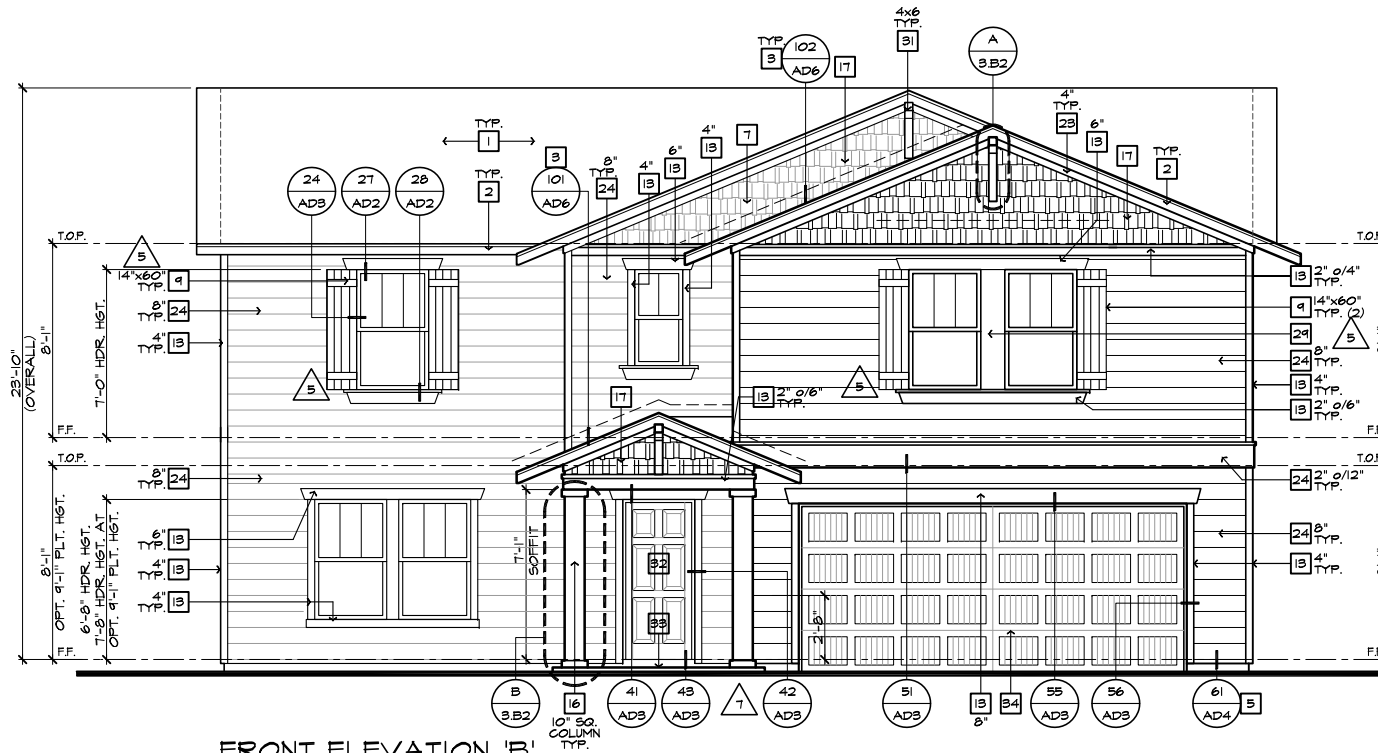 4x6
TYP.
31
TYP.
3
102
AD6
17
A
3.B2
4"
TYP.
23
6"
13
17
TYP.
2
TYP.
1
3
101
AD6
8"
TYP.
24
4"
13
6"
13
4"
13
7
24
AD3
27
AD2
28
AD2
TYP.
2
T.O.P.
5
14"x60"
TYP.
9
8"
TYP.
24
4"
TYP.
13
23'-10"
(OVERALL)
8'-1"
7'-0" HDR. HGT.
5
F.F.
T.O.P.
13
2" o/4"
TYP.
9
14"x60"
TYP. (2)
29
5
24
8"
TYP.
13
4"
TYP.
13
2" o/6"
TYP.
5
17
13
2" o/6"
TYP.
T.O.P.
8"
TYP.
24
24
2" o/12"
TYP.
8'-1"
OPT. 9'-1" PLT. HGT.
6'-8" HDR. HGT.
7'-8" HDR. HGT. AT
OPT. 9'-1" PLT. HGT.
6"
TYP.
13
4"
TYP.
13
4"
TYP.
13
7'-1"
SOFFIT
32
33
2'-8"
24
8"
TYP.
13
4"
TYP.
F.F.
B
3.B2
16
10" SQ.
COLUMN
TYP.
41
AD3
43
AD3
7
42
AD3
51
AD3
13
8"
34
55
AD3
56
AD3
61
AD4
5
FRONT ELEVATION 'B'